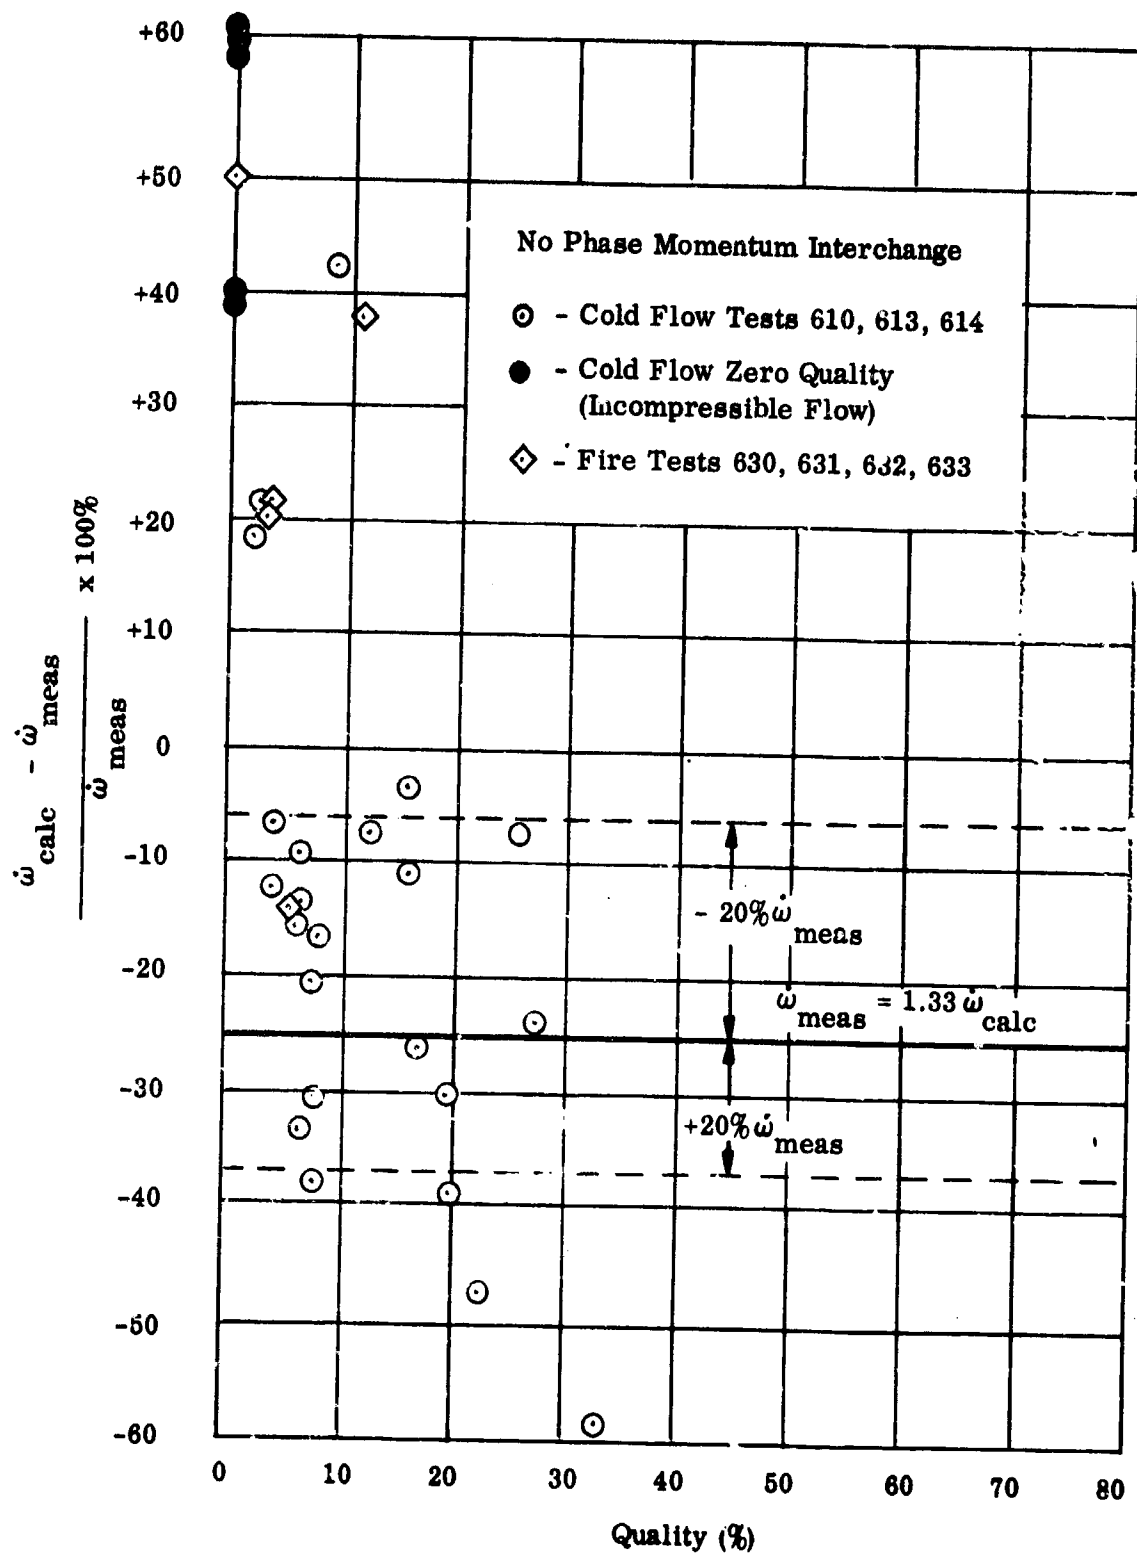 +60
+50
+40
+30
+20
+10
0
-10
-20
-30
-40
-50
-60
ω̇calc - ω̇meas
ω̇meas
x 100%
No Phase Momentum Interchange
⊙ - Cold Flow Tests 610, 613, 614
● - Cold Flow Zero Quality
(Incompressible Flow)
◇ - Fire Tests 630, 631, 632, 633
- 20% ω̇meas
ω̇meas = 1.33 ω̇calc
+20% ω̇meas
0 10 20 30 40 50 60 70 80
Quality (%)